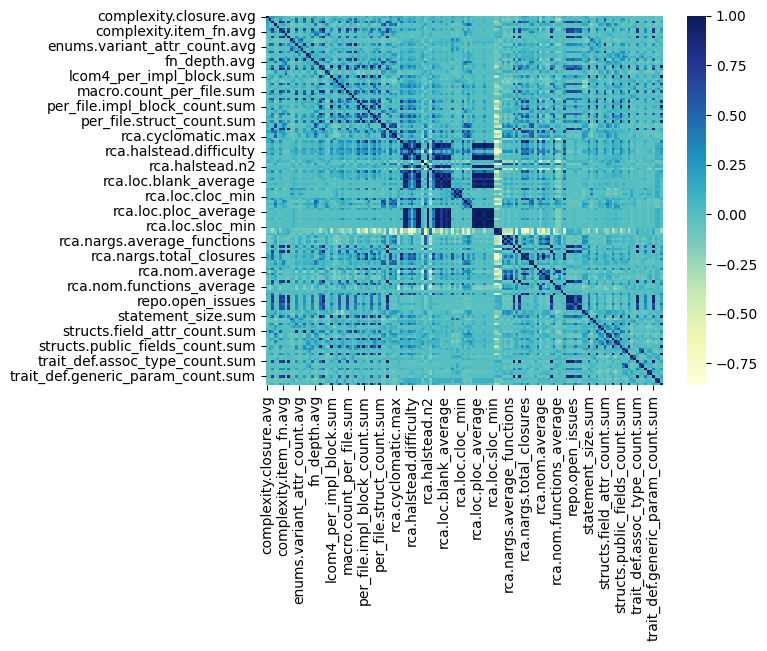 complexity.closure.avg
complexity.item_fn.avg
enums.variant_attr_count.avg
fn_depth.avg
lcom4_per_impl_block.sum
macro.count_per_file.sum
per_file.impl_block_count.sum
per_file.struct_count.sum
rca.cyclomatic.max
rca.halstead.difficulty
rca.halstead.n2
rca.loc.blank_average
rca.loc.cloc_min
rca.loc.ploc_average
rca.loc.sloc_min
rca.nargs.average_functions
rca.nargs.total_closures
rca.nom.average
rca.nom.functions_average
repo.open_issues
statement_size.sum
structs.field_attr_count.sum
structs.public_fields_count.sum
trait_def.assoc_type_count.sum
trait_def.generic_param_count.sum
1.00
0.75
0.50
0.25
0.00
−0.25
−0.50
−0.75
complexity.closure.avg
complexity.item_fn.avg
enums.variant_attr_count.avg
fn_depth.avg
lcom4_per_impl_block.sum
macro.count_per_file.sum
per_file.impl_block_count.sum
per_file.struct_count.sum
rca.cyclomatic.max
rca.halstead.difficulty
rca.halstead.n2
rca.loc.blank_average
rca.loc.cloc_min
rca.loc.ploc_average
rca.loc.sloc_min
rca.nargs.average_functions
rca.nargs.total_closures
rca.nom.average
rca.nom.functions_average
repo.open_issues
statement_size.sum
structs.field_attr_count.sum
structs.public_fields_count.sum
trait_def.assoc_type_count.sum
trait_def.generic_param_count.sum